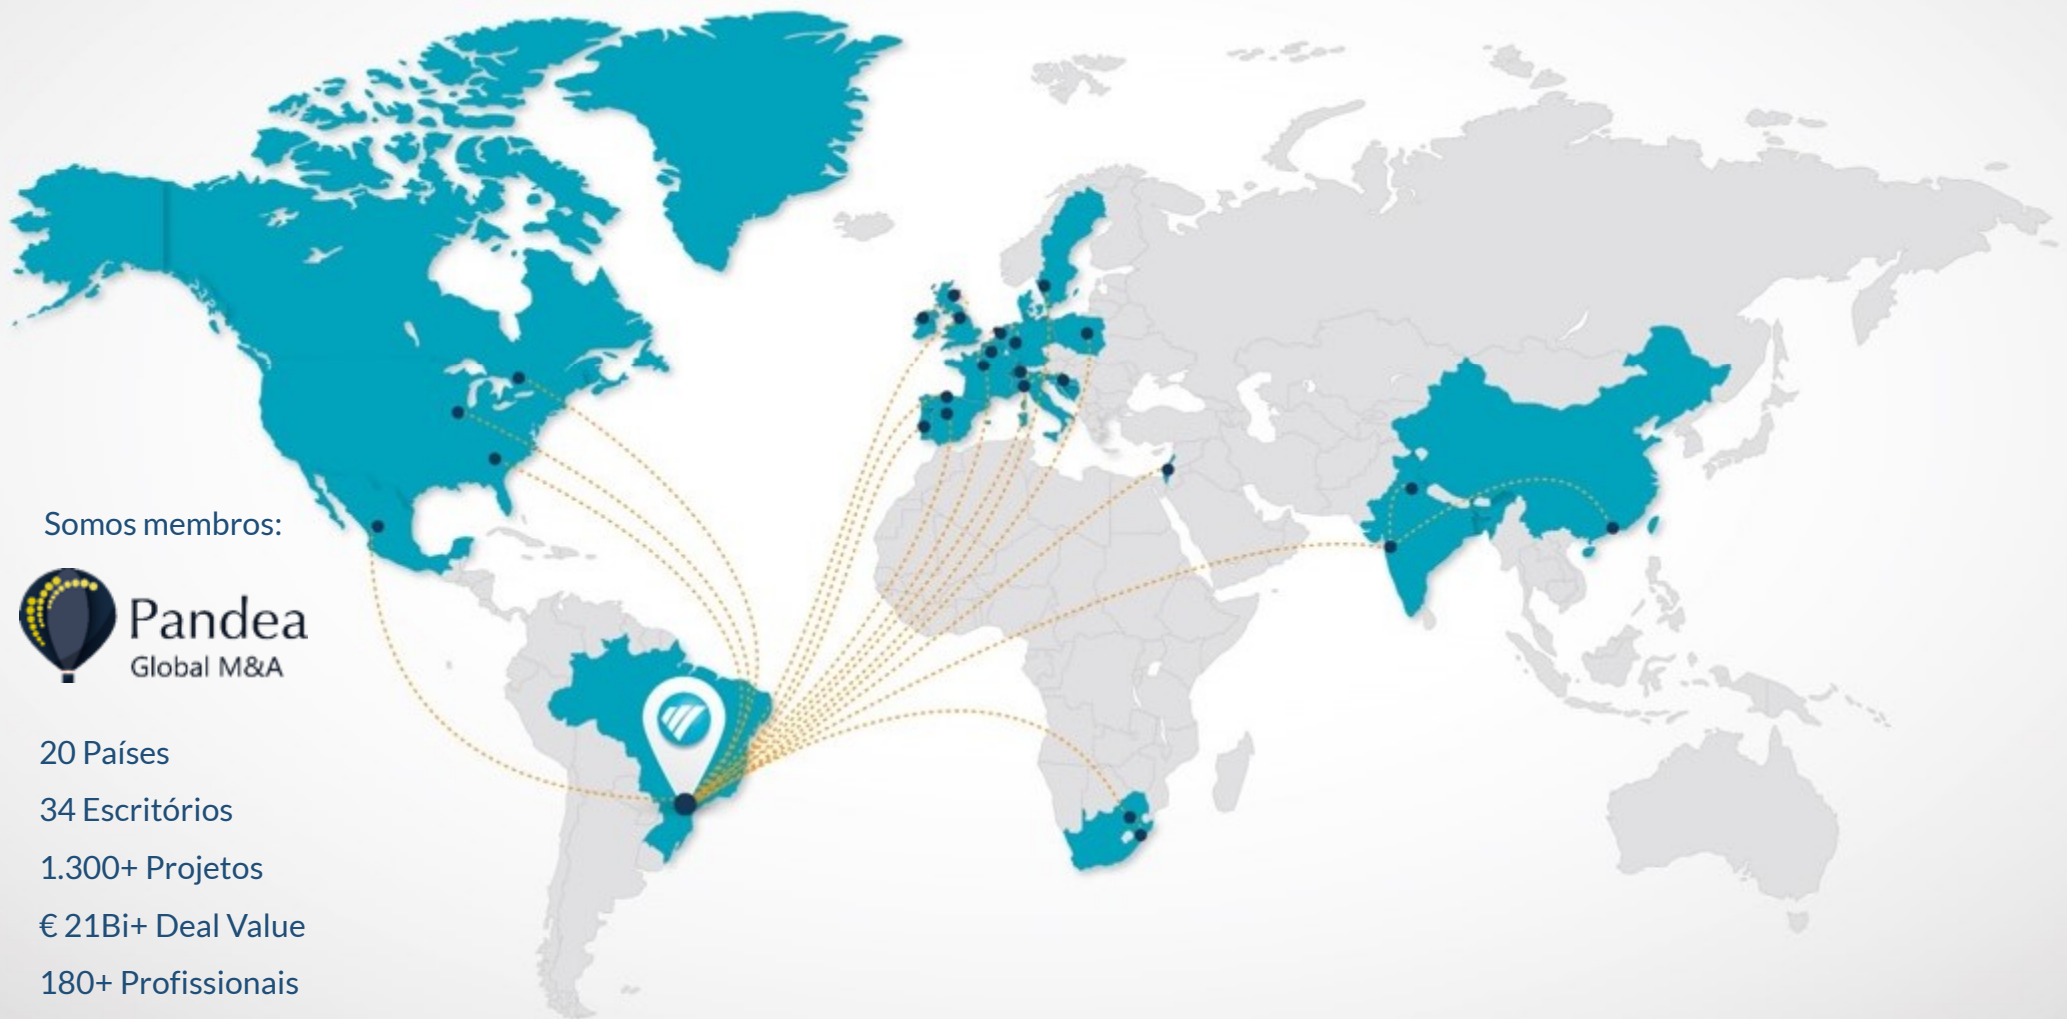 Somos membros:
Pandea
Global M&A
20 Países
34 Escritórios
1.300+ Projetos
€ 21Bi+ Deal Value
180+ Profissionais